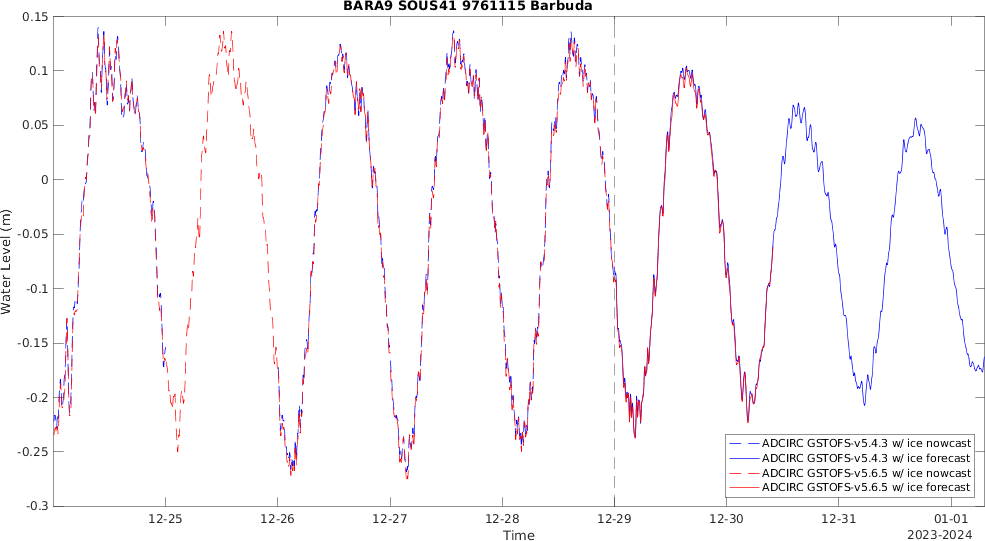 BARA9 SOUS41 9761115 Barbuda
0.15
0.1
0.05
0
-0.05
-0.1
-0.15
-0.2
-0.25
-0.3
Water Level (m)
12-25 12-26 12-27 12-28 12-29 12-30 12-31 01-01
Time
2023-2024
ADCIRC GSTOFS-v5.4.3 w/ ice nowcast
ADCIRC GSTOFS-v5.4.3 w/ ice forecast
ADCIRC GSTOFS-v5.6.5 w/ ice nowcast
ADCIRC GSTOFS-v5.6.5 w/ ice forecast